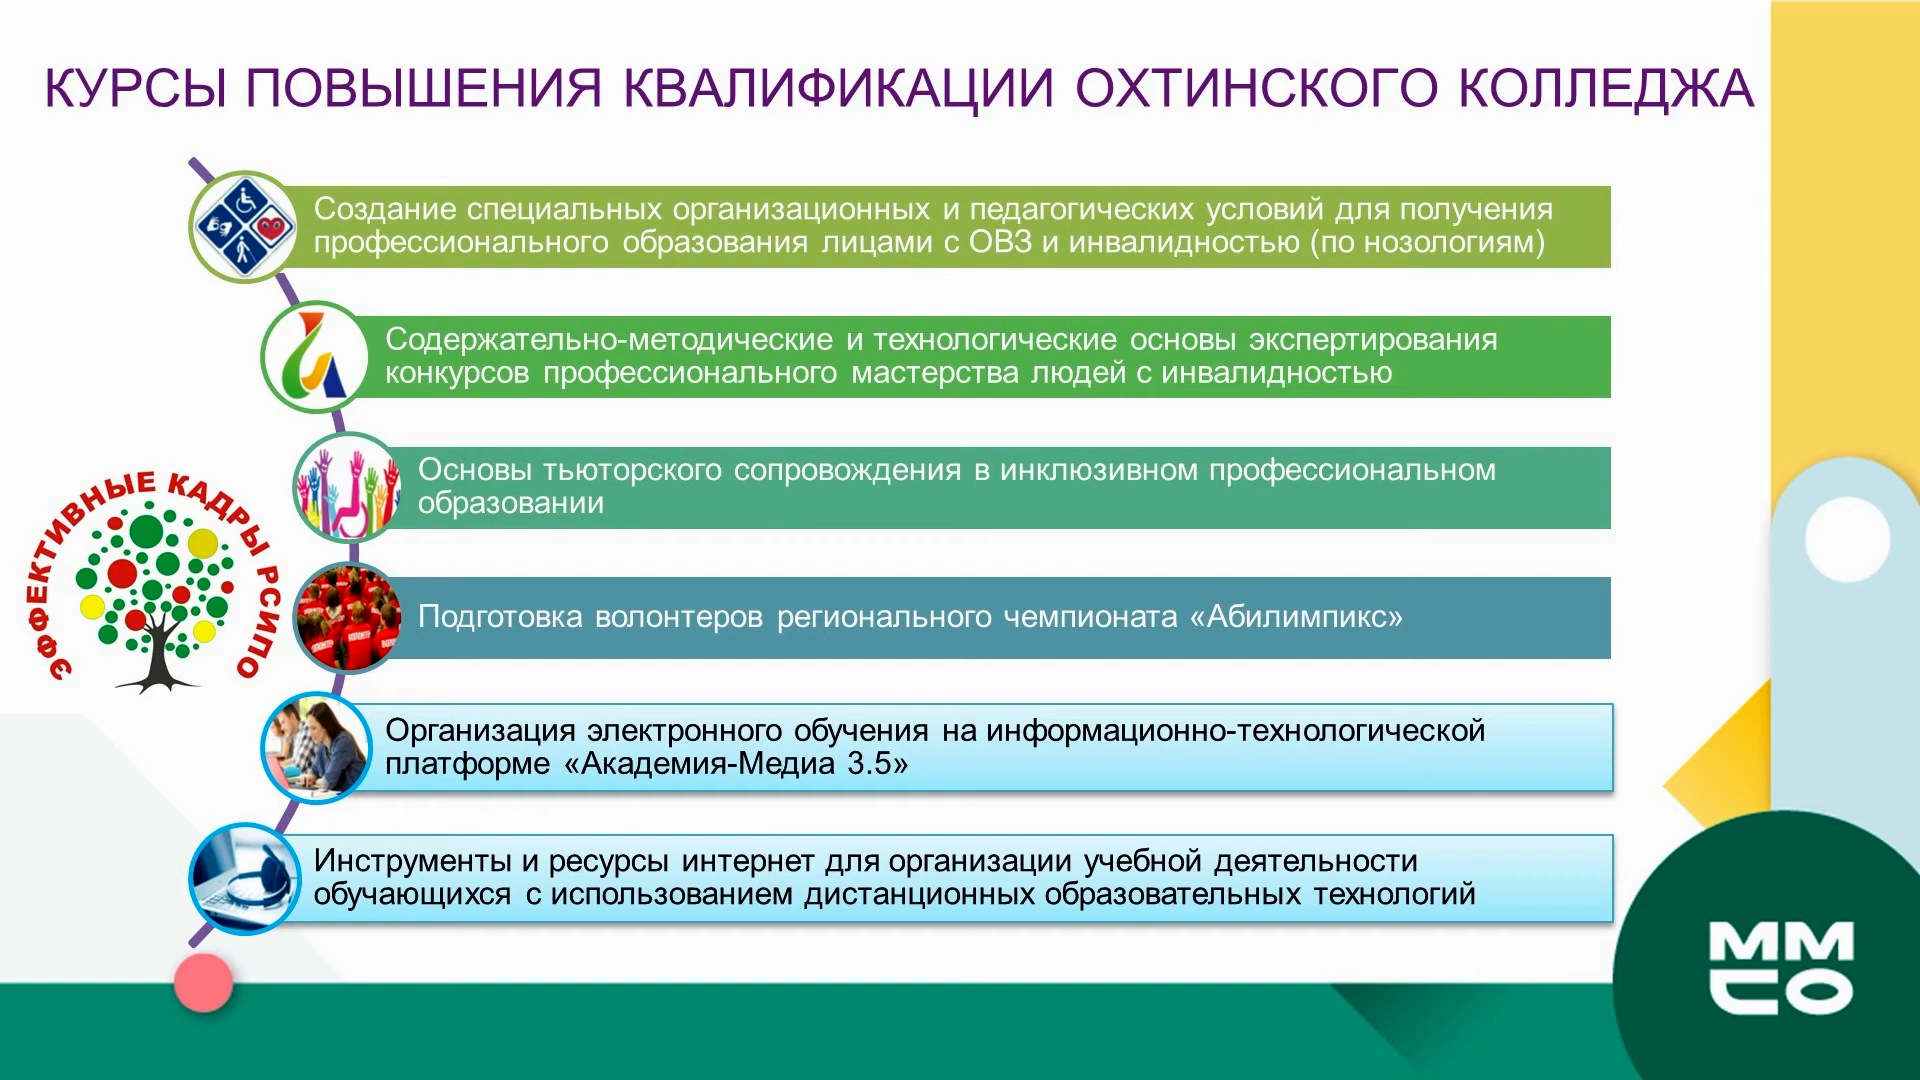 КУРСЫ ПОВЫШЕНИЯ КВАЛИФИКАЦИИ ОХТИНСКОГО КОЛЛЕДЖА
Создание специальных организационных и педагогических условий для получения
профессионального образования лицами с ОВЗ и инвалидностью (по нозологиям)
Содержательно-методические и технологические основы экспертирования
конкурсов профессионального мастерства людей с инвалидностью
Основы тьюторского сопровождения в инклюзивном профессиональном
образовании
ЭФФЕКТИВНЫЕ КАДРЫ РСИПО
Подготовка волонтеров регионального чемпионата «Абилимпикс»
Организация электронного обучения на информационно-технологической
платформе «Академия-Медиа 3.5»
Инструменты и ресурсы интернет для организации учебной деятельности
обучающихся с использованием дистанционных образовательных технологий
ММ
СО